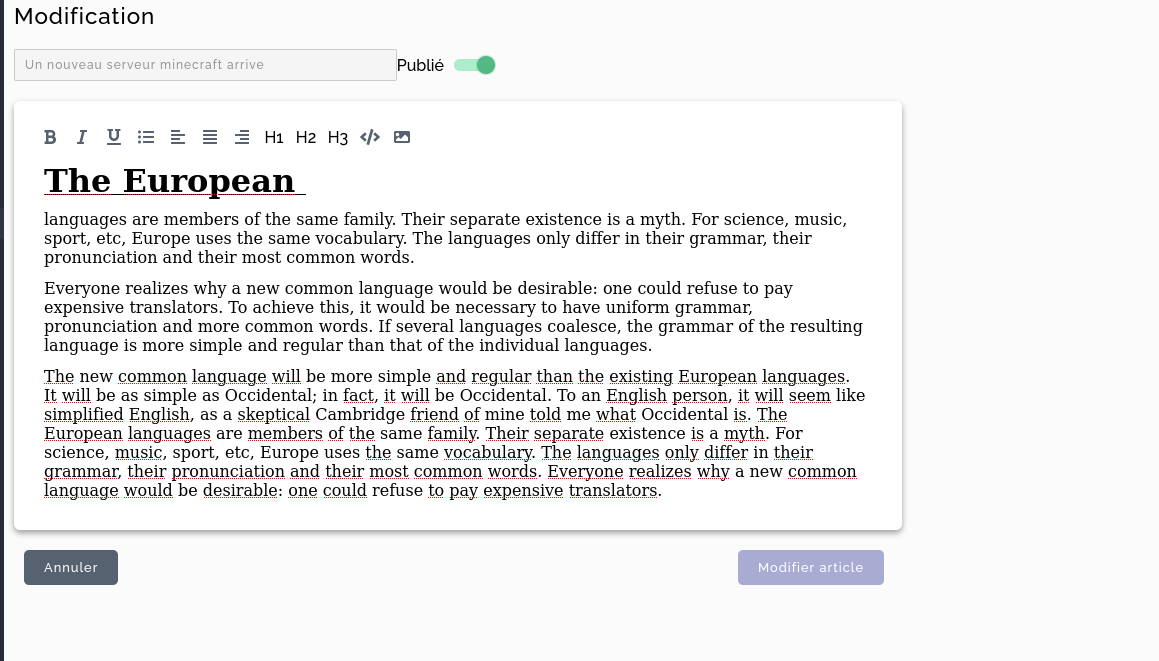 Modification
Un nouveau serveur minecraft arrive Publié
B I U H1 H2 H3 </>
The European
languages are members of the same family. Their separate existence is a myth. For science, music,
sport, etc, Europe uses the same vocabulary. The languages only differ in their grammar, their
pronunciation and their most common words.
Everyone realizes why a new common language would be desirable: one could refuse to pay
expensive translators. To achieve this, it would be necessary to have uniform grammar,
pronunciation and more common words. If several languages coalesce, the grammar of the resulting
language is more simple and regular than that of the individual languages.
The new common language will be more simple and regular than the existing European languages.
It will be as simple as Occidental; in fact, it will be Occidental. To an English person, it will seem like
simplified English, as a skeptical Cambridge friend of mine told me what Occidental is. The
European languages are members of the same family. Their separate existence is a myth. For
science, music, sport, etc, Europe uses the same vocabulary. The languages only differ in their
grammar, their pronunciation and their most common words. Everyone realizes why a new common
language would be desirable: one could refuse to pay expensive translators.
Annuler Modifier article